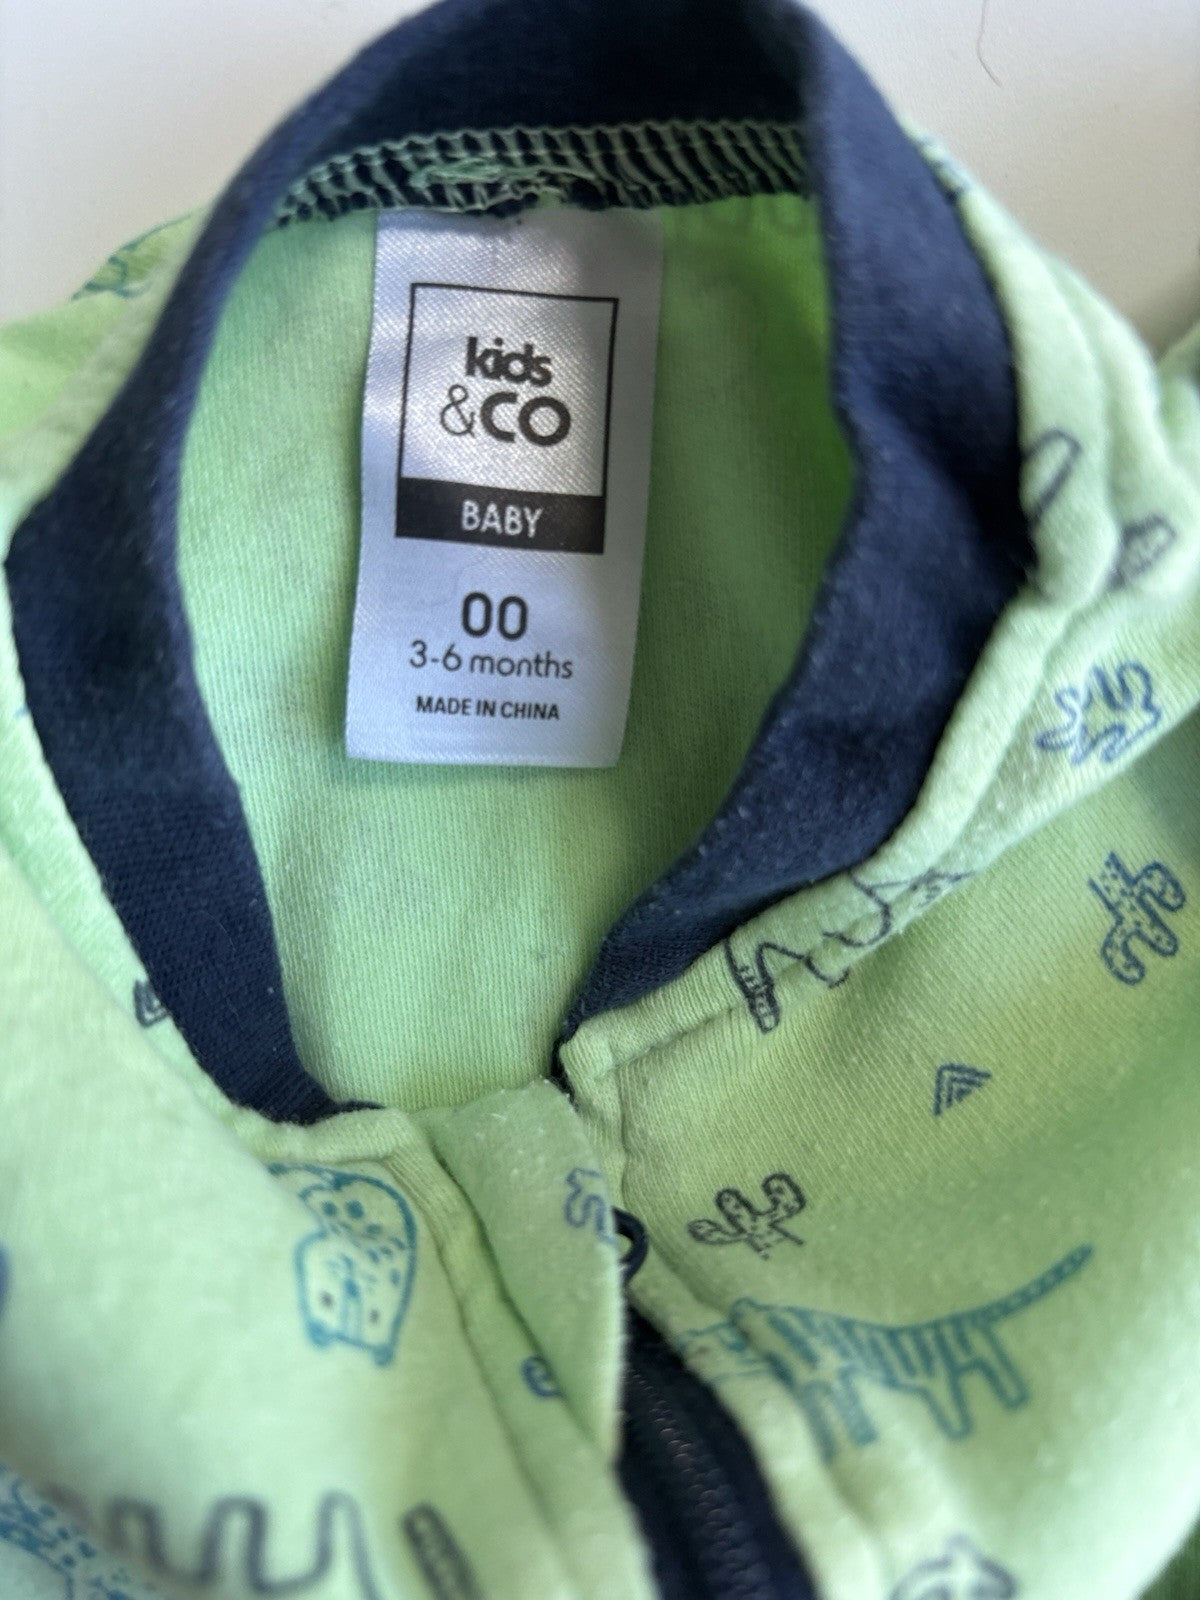 kids
&CO
BABY
00
3-6 months
MADE IN CHINA